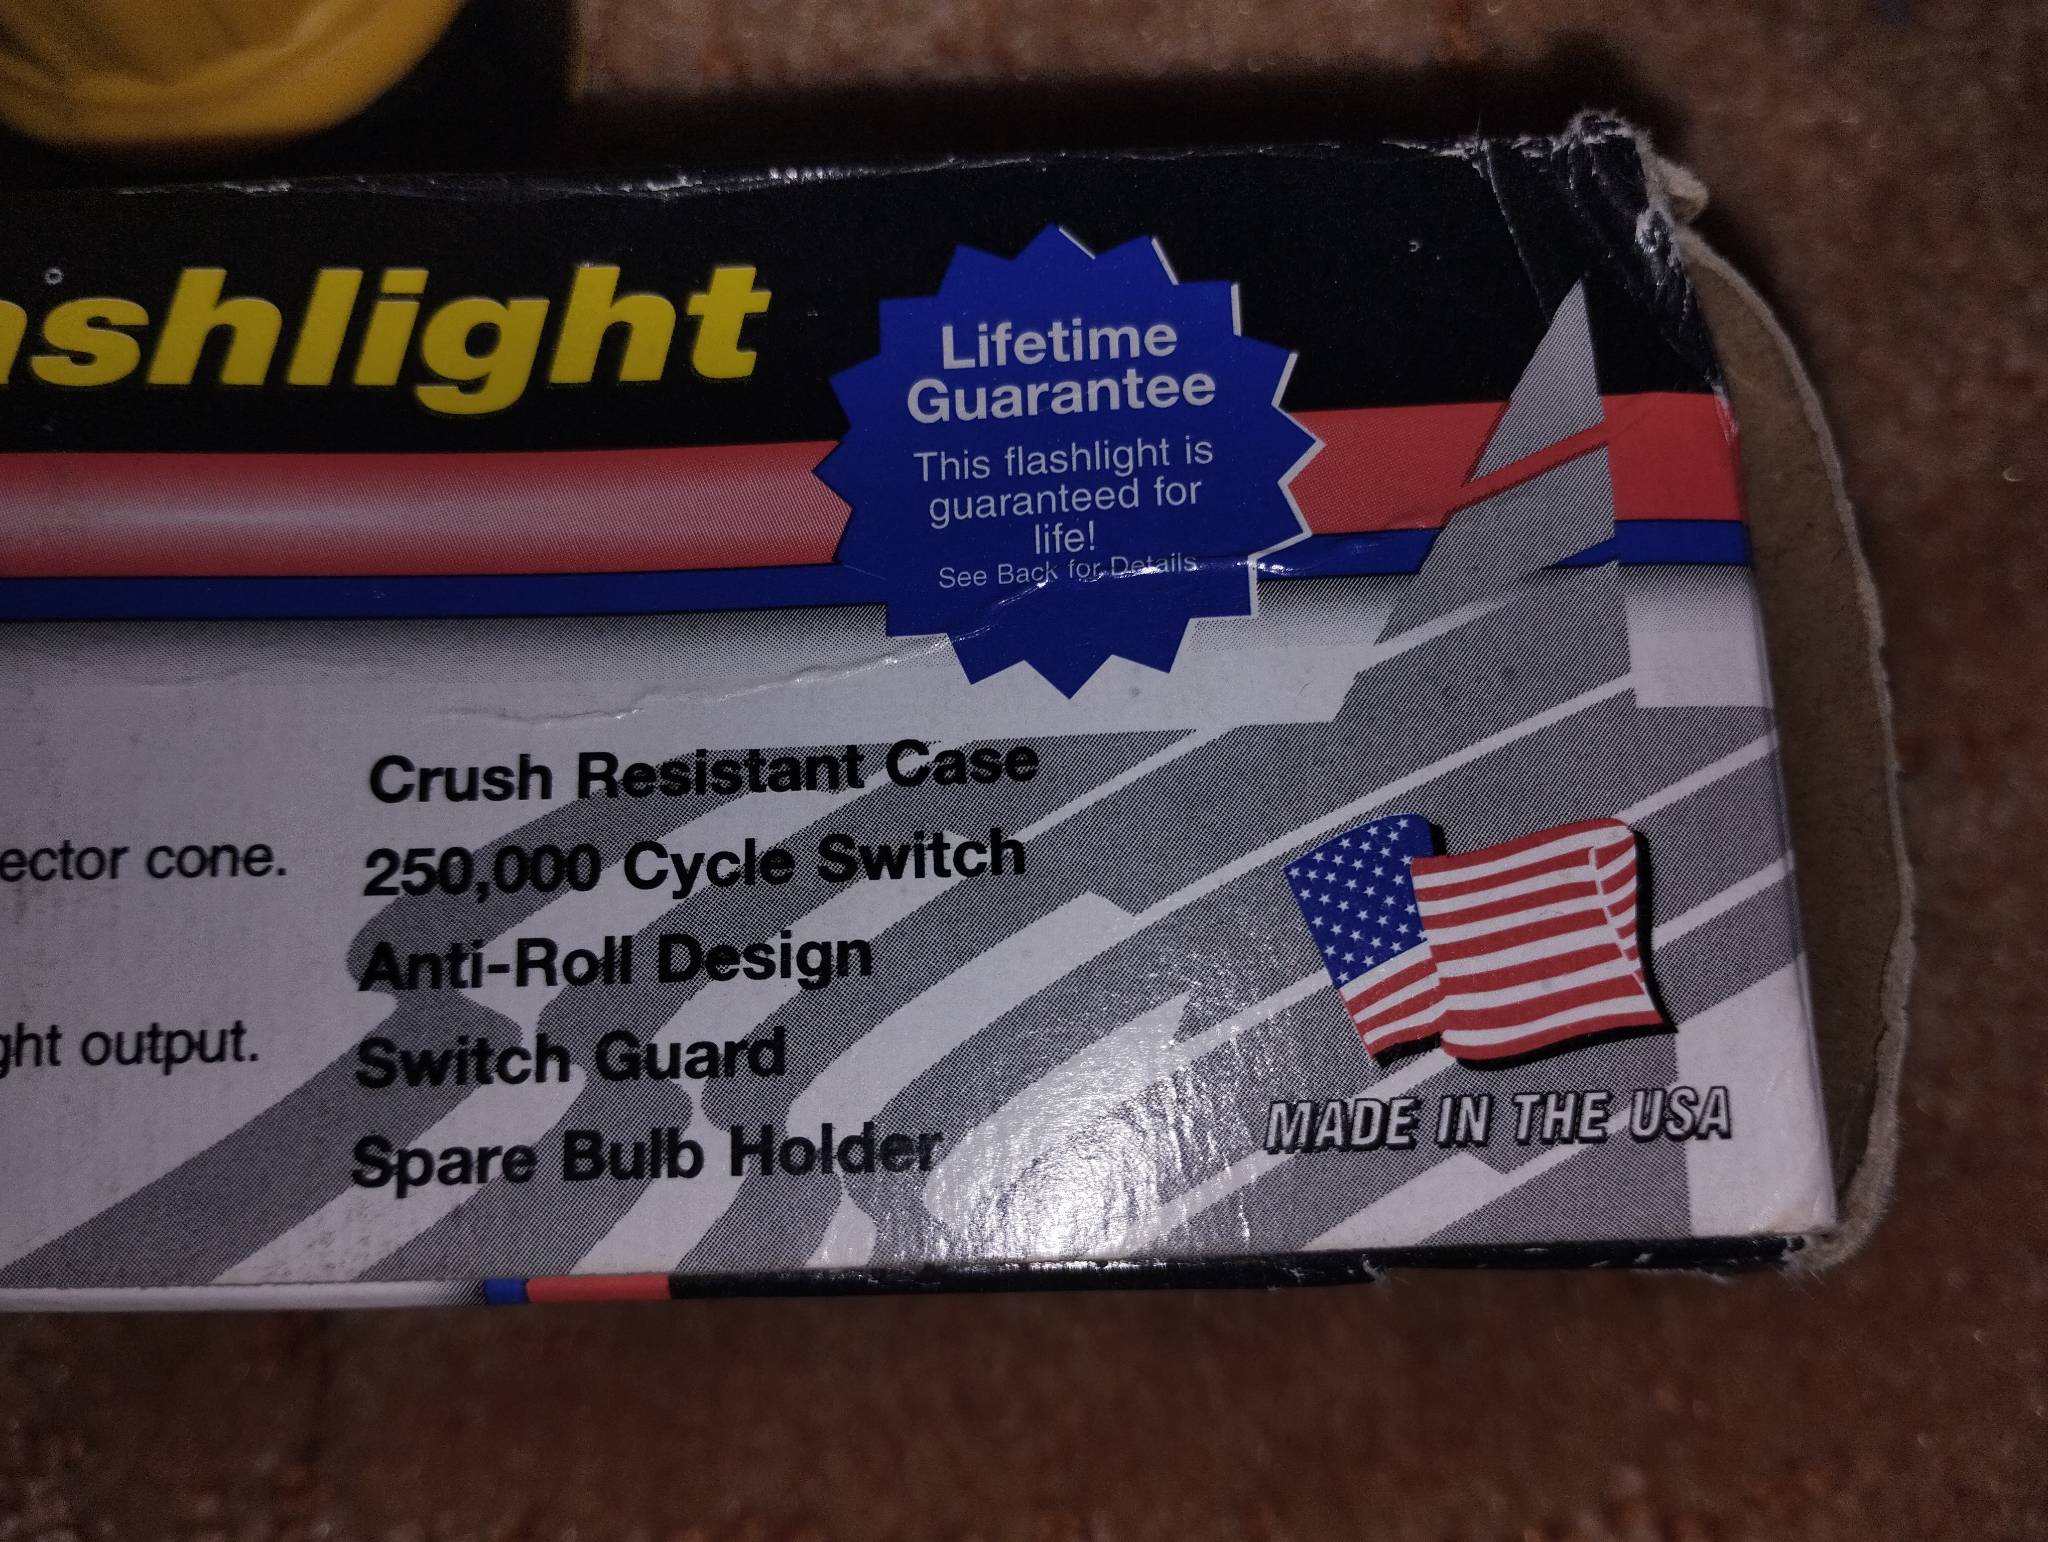 ashlight
Lifetime
Guarantee
This flashlight is
guaranteed for
life!
See Back for Details
ector cone.
ght output.
Crush Resistant Case
250,000 Cycle Switch
Anti-Roll Design
Switch Guard
Spare Bulb Holder
MADE IN THE USA